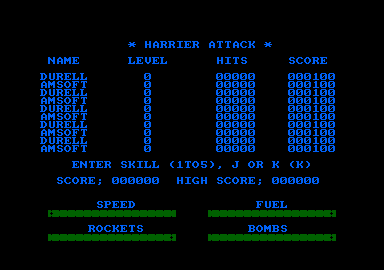 * HARRIER ATTACK *
NAME LEVEL HITS SCORE
DURELL 0 00000 000100
AMSOFT 0 00000 000100
DURELL 0 00000 000100
AMSOFT 0 00000 000100
DURELL 0 00000 000100
DURELL 0 00000 000100
AMSOFT 0 00000 000100
AMSOFT 0 00000 000100
DURELL 0 00000 000100
AMSOFT 0 00000 000100
ENTER SKILL (1TO5), J OR K (K)
SCORE; 000000 HIGH SCORE; 000000
SPEED FUEL
ROCKETS BOMBS